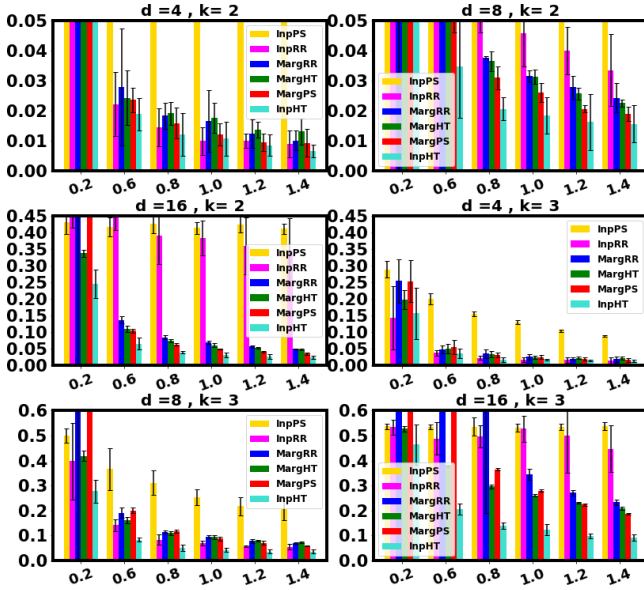 d =4 , k= 2
0.05
0.04
0.03
0.02
0.01
0.00
InpPS
InpRR
MargRR
MargHT
MargPS
InpHT
0.2 0.6 0.8 1.0 1.2 1.4
d =8 , k= 2
0.05
0.04
0.03
0.02
0.01
0.00
InpPS
InpRR
MargRR
MargHT
MargPS
InpHT
0.2 0.6 0.8 1.0 1.2 1.4
d =16 , k= 2
0.45
0.40
0.35
0.30
0.25
0.20
0.15
0.10
0.05
0.00
InpPS
InpRR
MargRR
MargHT
MargPS
InpHT
0.2 0.6 0.8 1.0 1.2 1.4
d =4 , k= 3
0.45
0.40
0.35
0.30
0.25
0.20
0.15
0.10
0.05
0.00
InpPS
InpRR
MargRR
MargHT
MargPS
InpHT
0.2 0.6 0.8 1.0 1.2 1.4
d =8 , k= 3
0.6
0.5
0.4
0.3
0.2
0.1
0.0
InpPS
InpRR
MargRR
MargHT
MargPS
InpHT
0.2 0.6 0.8 1.0 1.2 1.4
d =16 , k= 3
0.6
0.5
0.4
0.3
0.2
0.1
0.0
InpPS
InpRR
MargRR
MargHT
MargPS
InpHT
0.2 0.6 0.8 1.0 1.2 1.4